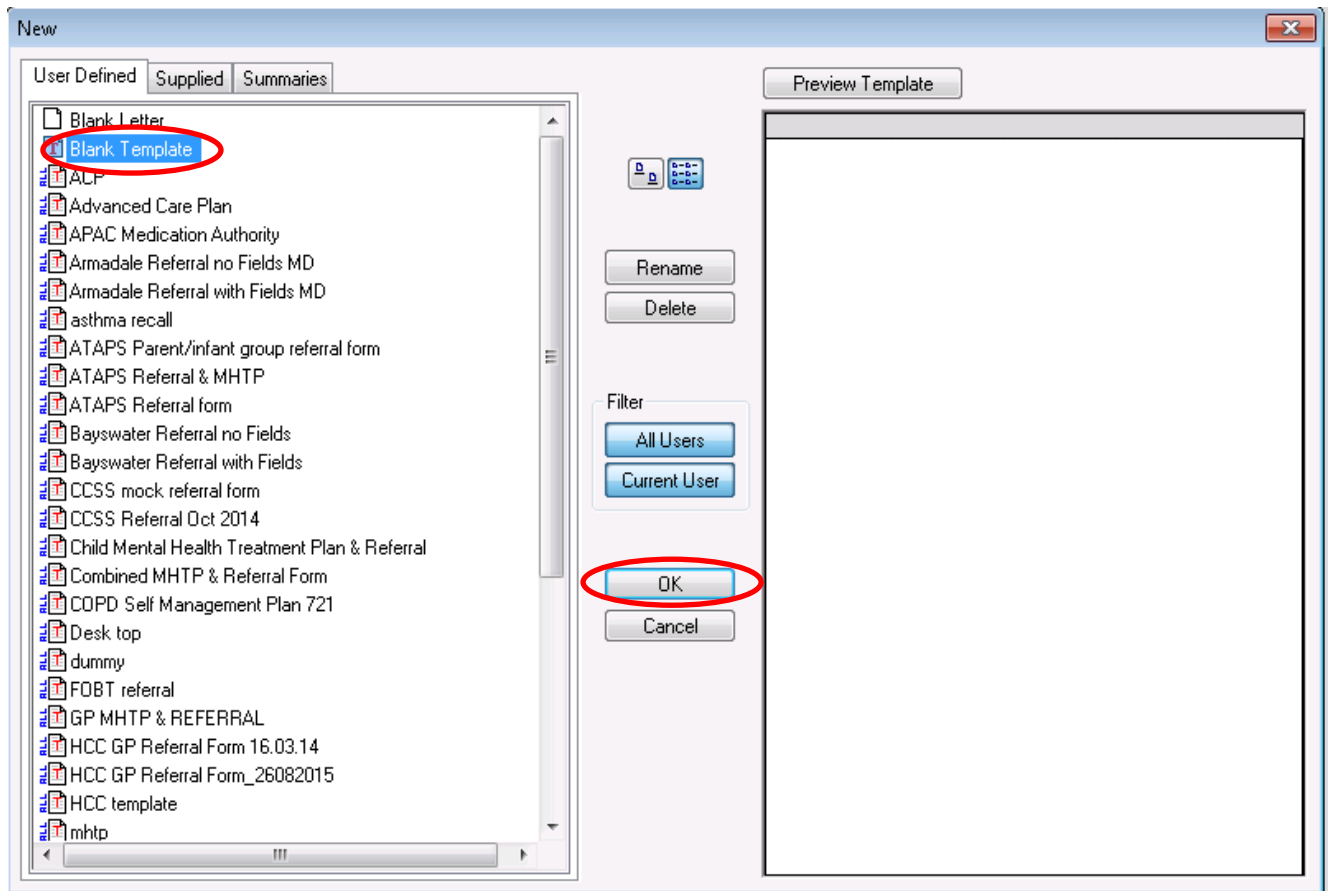 New
User Defined Supplied Summaries
Preview Template
Blank Letter
Blank Template
ACP
Advanced Care Plan
APAC Medication Authority
Armadale Referral no Fields MD
Armadale Referral with Fields MD
asthma recall
ATAPS Parent/infant group referral form
ATAPS Referral & MHTP
ATAPS Referral form
Bayswater Referral no Fields
Bayswater Referral with Fields
CCSS mock referral form
CCSS Referral Oct 2014
Child Mental Health Treatment Plan & Referral
Combined MHTP & Referral Form
COPD Self Management Plan 721
Desk top
dummy
FOBT referral
GP MHTP & REFERRAL
HCC GP Referral Form 16.03.14
HCC GP Referral Form_26082015
HCC template
mhtp
Rename
Delete
Filter
All Users
Current User
OK
Cancel